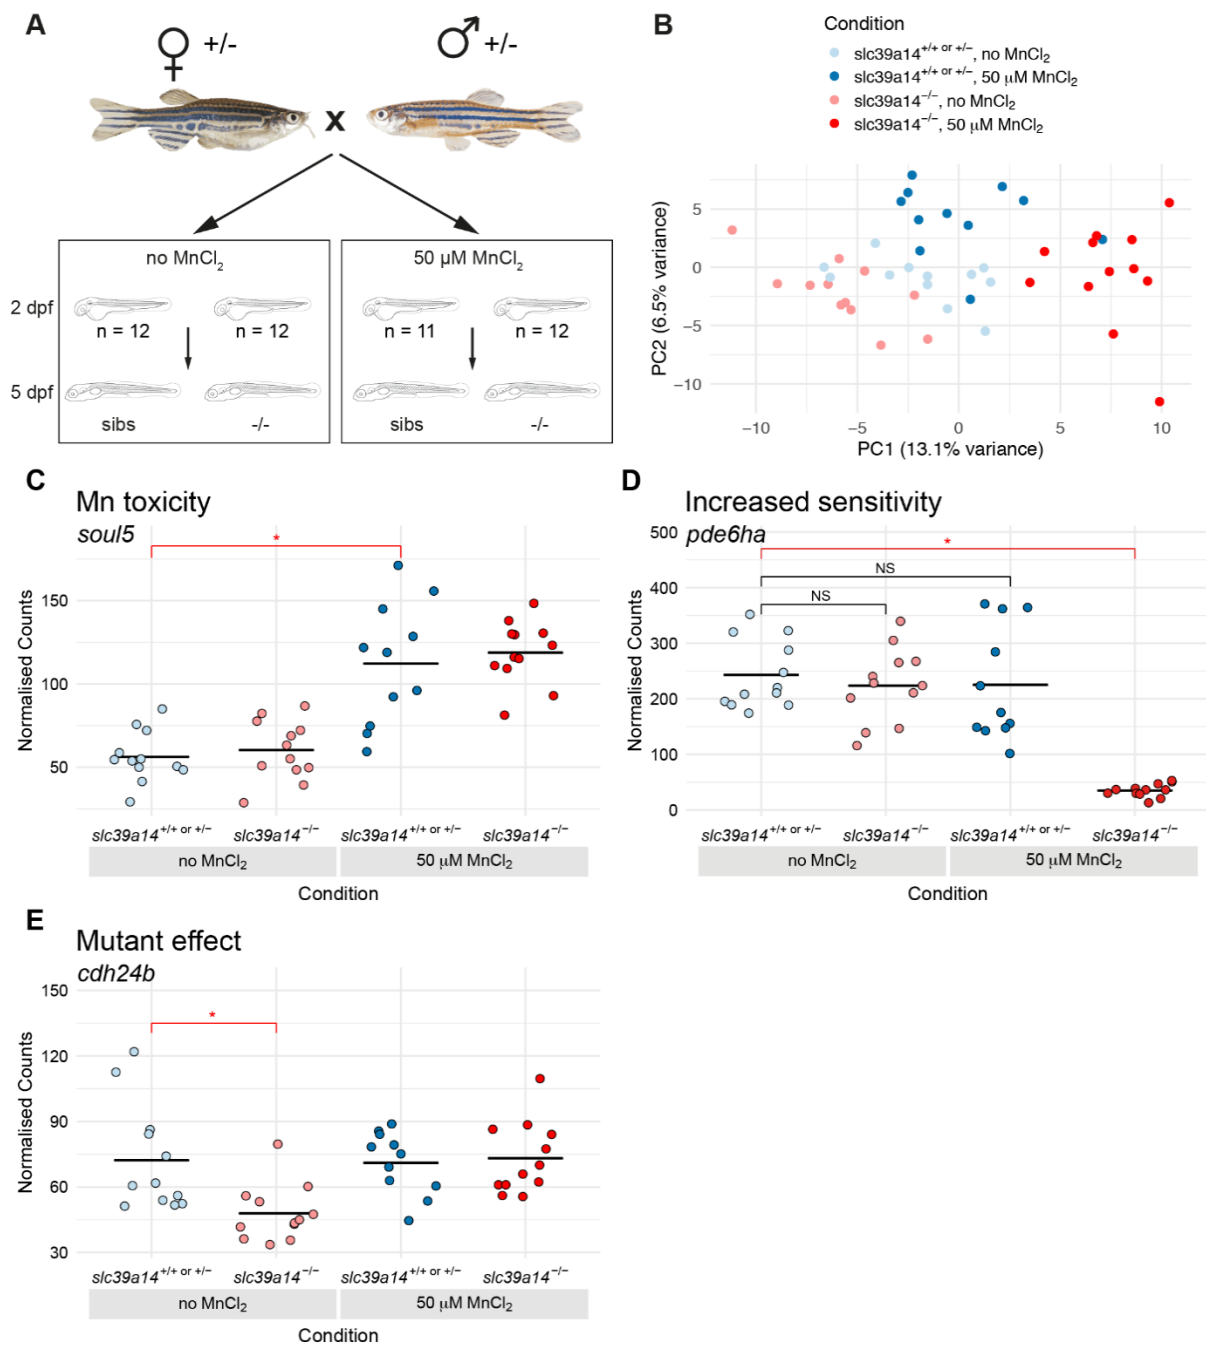 A
♀ +/-
♂ +/-
x
no MnCl₂
50 µM MnCl₂
2 dpf
n = 12
n = 12
n = 11
n = 12
5 dpf
sibs
-/-
sibs
-/-
B
Condition
slc39a14+/+ or +/−, no MnCl₂
slc39a14+/+ or +/−, 50 µM MnCl₂
slc39a14−/−, no MnCl₂
slc39a14−/−, 50 µM MnCl₂
PC2 (6.5% variance)
5
0
−5
−10
−10
−5
0
5
10
PC1 (13.1% variance)
C
Mn toxicity
soul5
*
Normalised Counts
150
100
50
slc39a14+/+ or +/−
slc39a14−/−
slc39a14+/+ or +/−
slc39a14−/−
no MnCl₂
50 µM MnCl₂
Condition
D
Increased sensitivity
pde6ha
*
NS
NS
Normalised Counts
500
400
300
200
100
0
slc39a14+/+ or +/−
slc39a14−/−
slc39a14+/+ or +/−
slc39a14−/−
no MnCl₂
50 µM MnCl₂
Condition
E
Mutant effect
cdh24b
*
Normalised Counts
150
120
90
60
30
slc39a14+/+ or +/−
slc39a14−/−
slc39a14+/+ or +/−
slc39a14−/−
no MnCl₂
50 µM MnCl₂
Condition